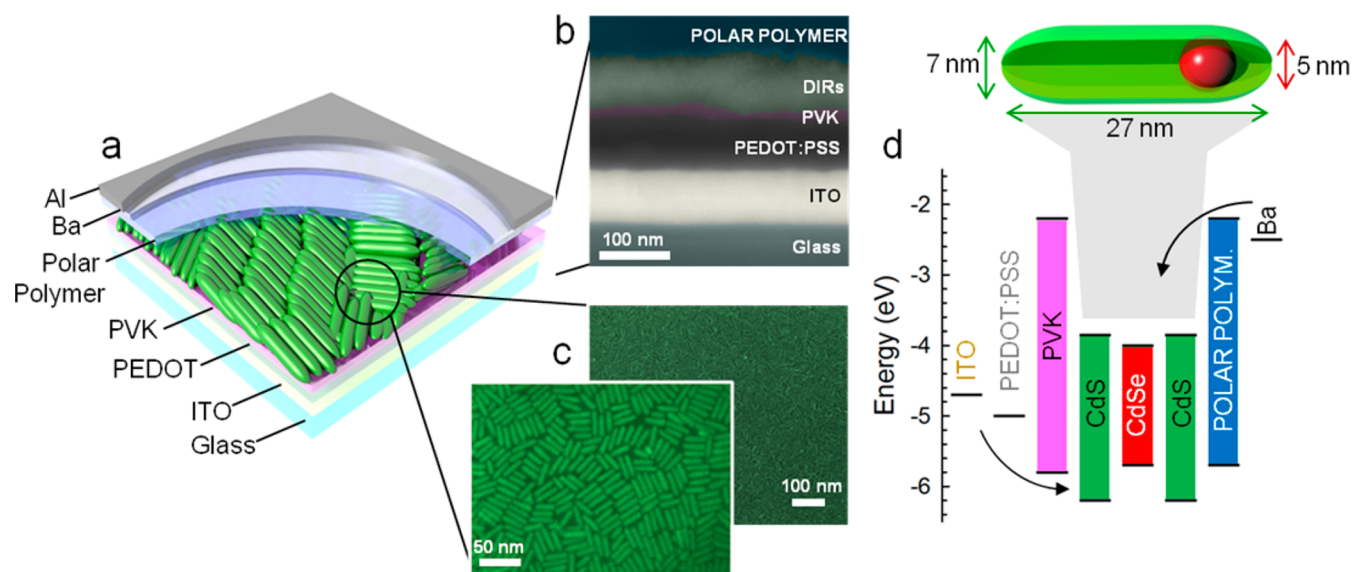 a
Al
Ba
Polar
Polymer
PVK
PEDOT
ITO
Glass
b
POLAR POLYMER
DIRs
PVK
PEDOT:PSS
ITO
100 nm
Glass
c
100 nm
50 nm
7 nm
5 nm
27 nm
d
Energy (eV)
-2
-3
-4
-5
-6
ITO
PEDOT:PSS
PVK
CdS
CdSe
CdS
POLAR POLYM.
Ba